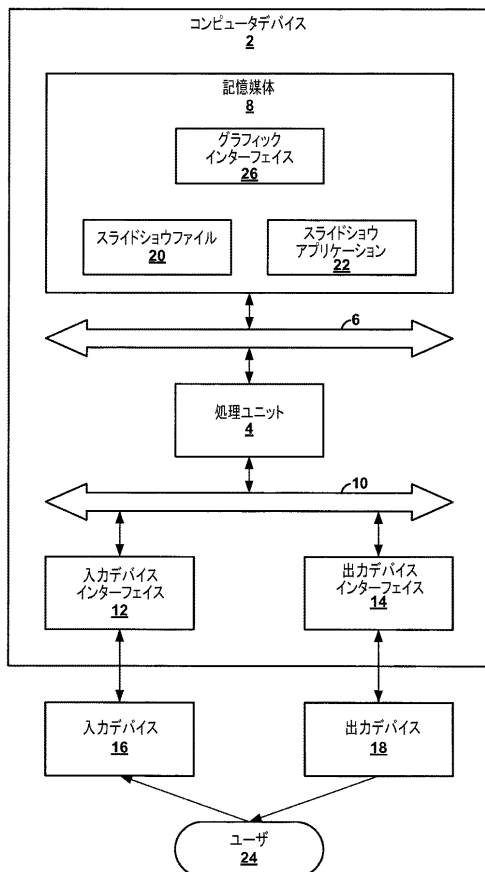 コンピュータデバイス
2
記憶媒体
8
グラフィック
インターフェイス
26
スライドショウファイル
20
スライドショウ
アプリケーション
22
6
処理ユニット
4
10
入力デバイス
インターフェイス
12
出力デバイス
インターフェイス
14
入力デバイス
16
出力デバイス
18
ユーザ
24